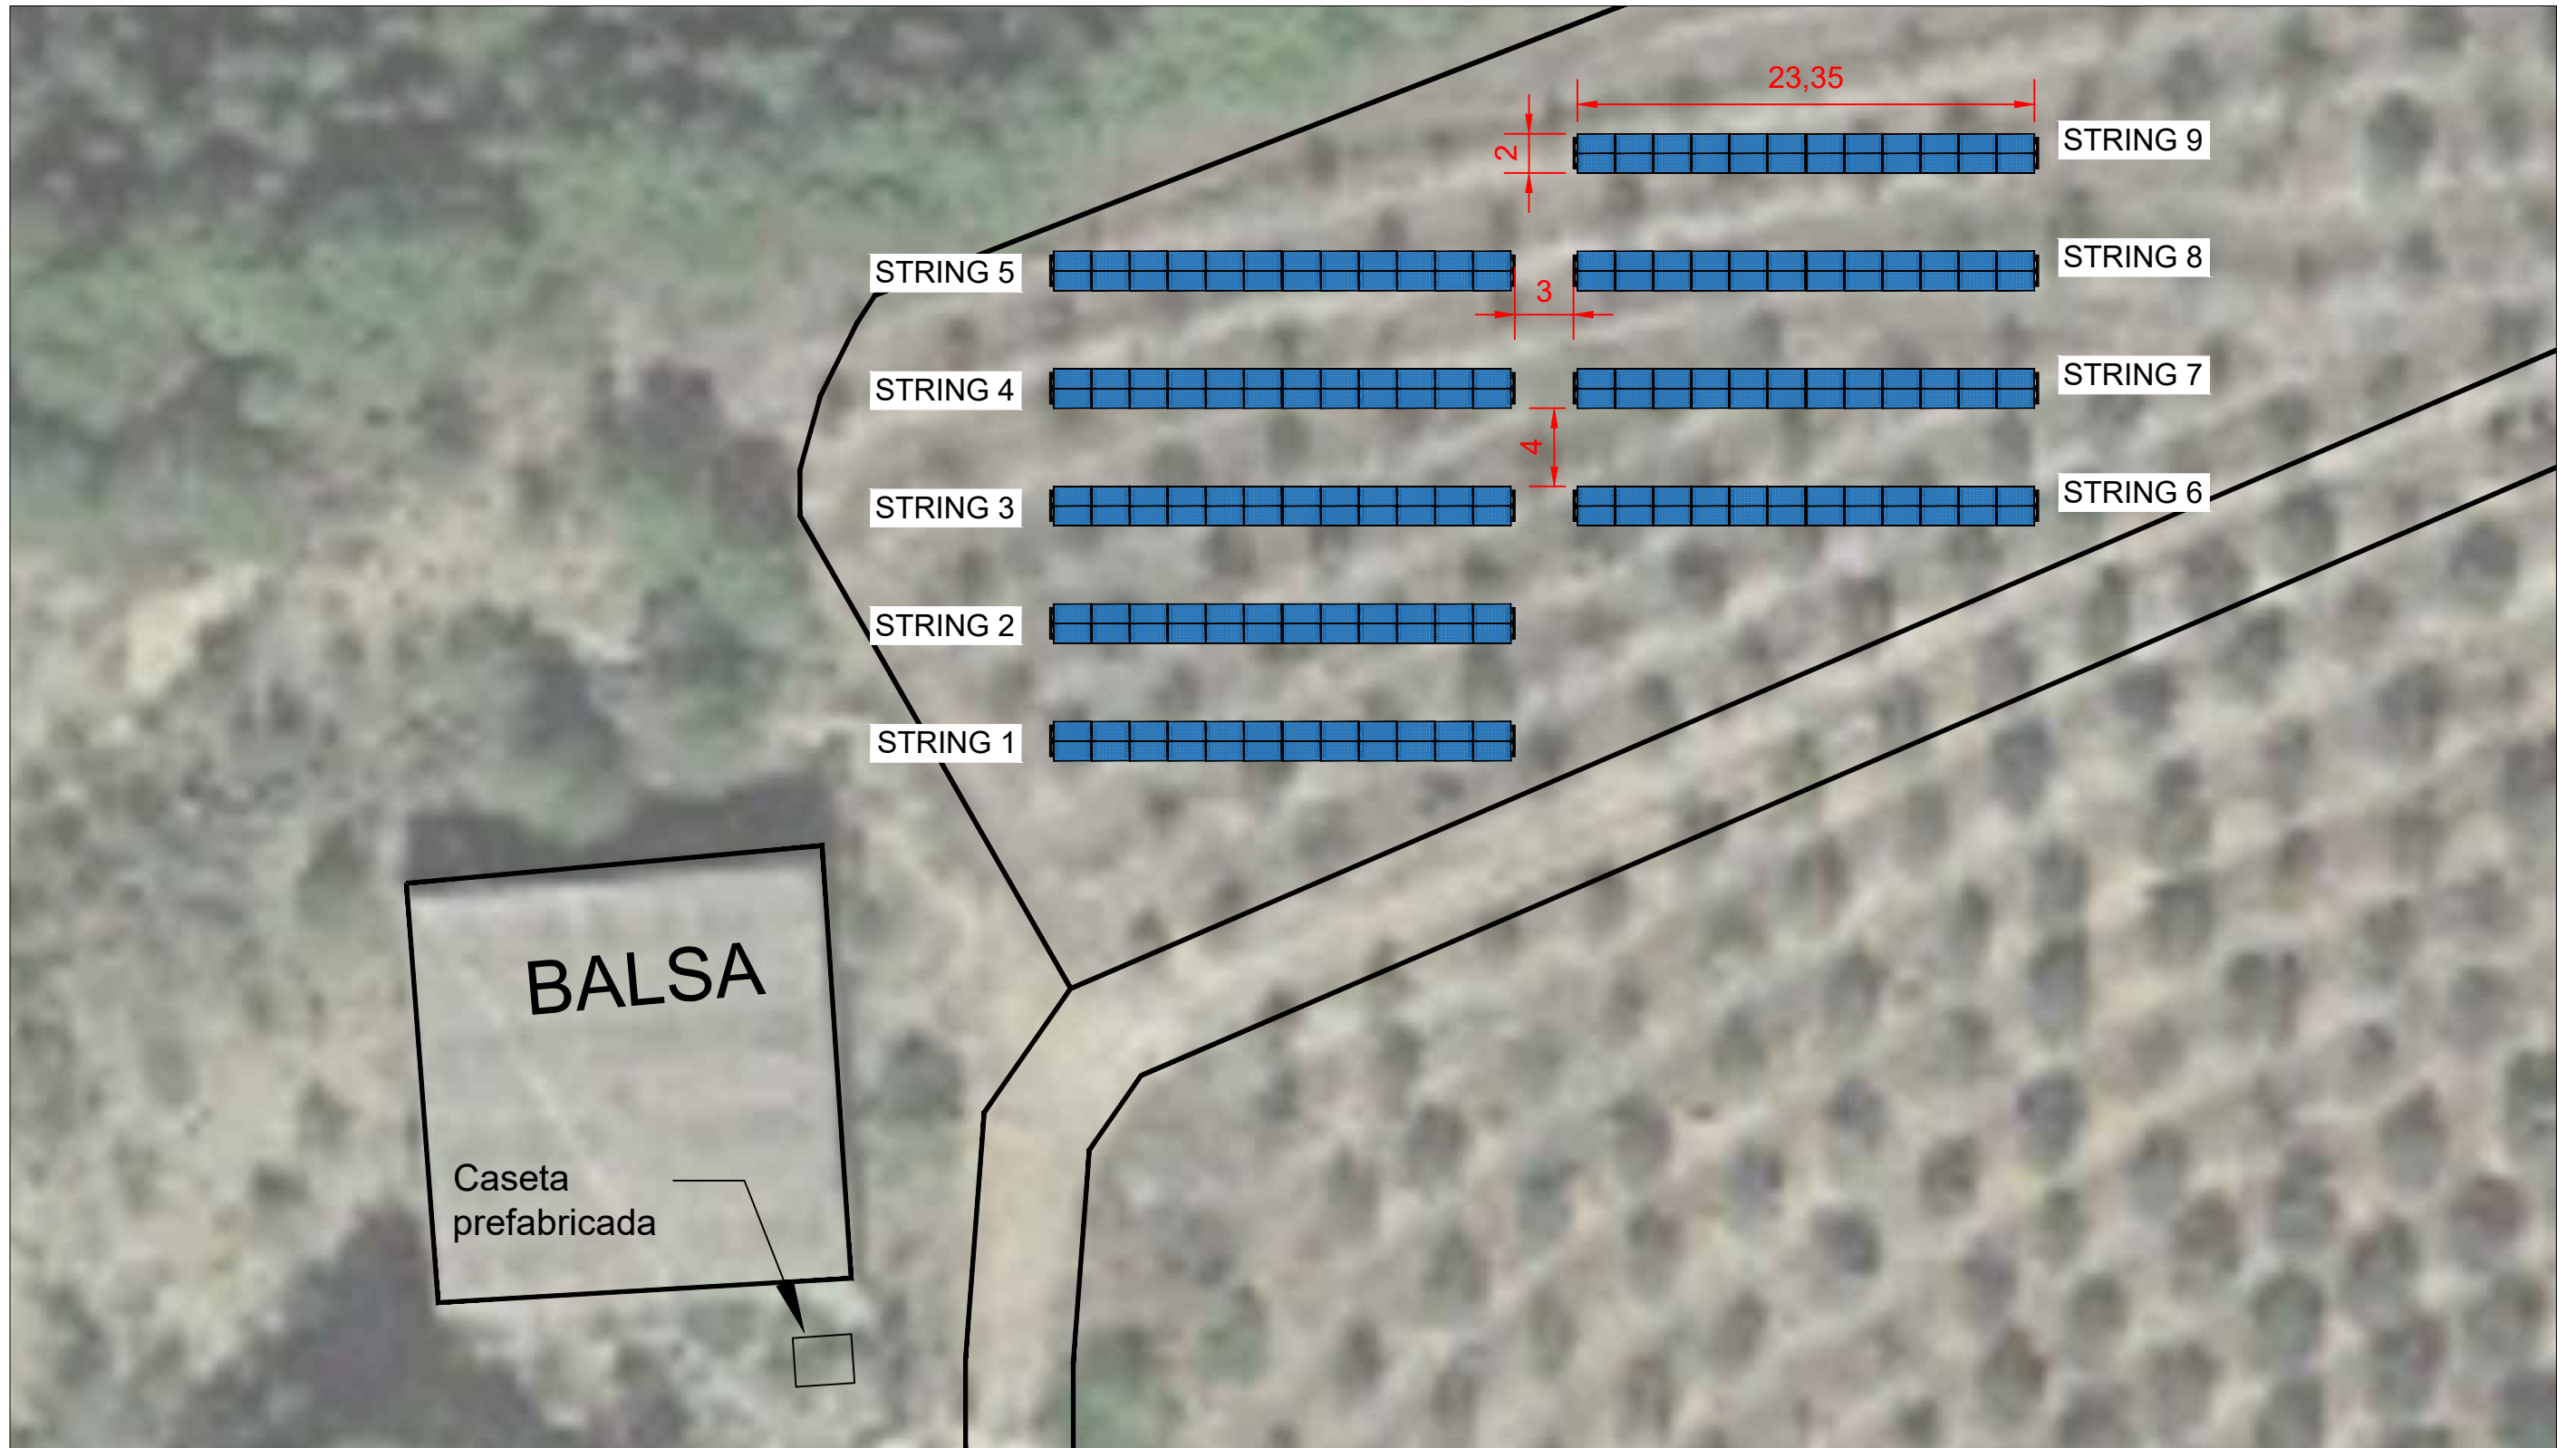 23,35
STRING 9
2
STRING 5
STRING 8
3
STRING 4
STRING 7
4
STRING 3
STRING 6
STRING 2
STRING 1
BALSA
Caseta
prefabricada